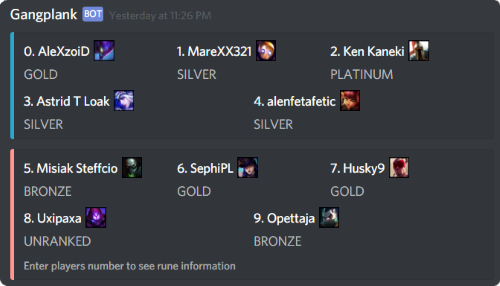 Gangplank BOT Yesterday at 11:26 PM
0. AleXzoiD 1. MareXX321 2. Ken Kaneki
GOLD SILVER PLATINUM
3. Astrid T Loak 4. alenfetafetic
SILVER SILVER
5. Misiak Steffcio 6. SephiPL 7. Husky9
BRONZE GOLD GOLD
8. Uxipaxa 9. Opettaja
UNRANKED BRONZE
Enter players number to see rune information